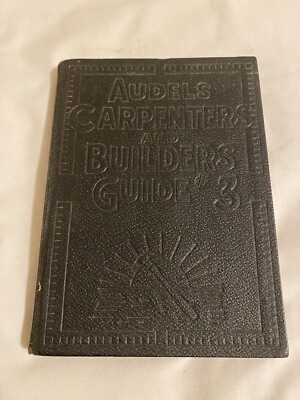 AUDELS
CARPENTERS
AND
BUILDERS
GUIDE #3